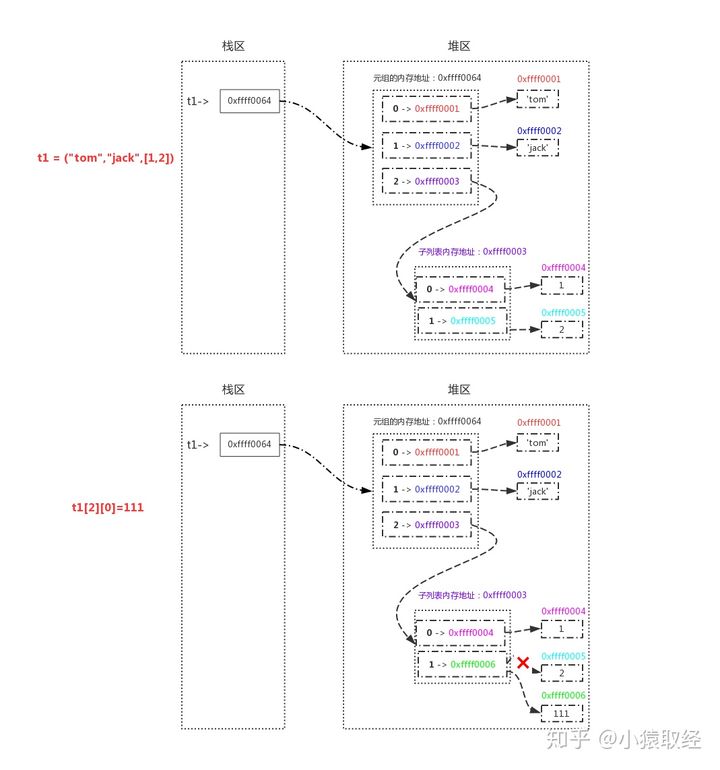 栈区
堆区
元组的内存地址：0xffff0064
0xffff0001
t1->
0xffff0064
0 -> 0xffff0001
'tom'
0xffff0002
1 -> 0xffff0002
'jack'
t1 = ("tom","jack",[1,2])
2 -> 0xffff0003
子列表内存地址：0xffff0003
0xffff0004
0 -> 0xffff0004
1
0xffff0005
1 -> 0xffff0005
2
栈区
堆区
元组的内存地址：0xffff0064
0xffff0001
t1->
0xffff0064
0 -> 0xffff0001
'tom'
0xffff0002
1 -> 0xffff0002
'jack'
t1[2][0]=111
2 -> 0xffff0003
子列表内存地址：0xffff0003
0xffff0004
0 -> 0xffff0004
1
0xffff0005
1 -> 0xffff0006
2
0xffff0006
111
知乎 @小猿取经